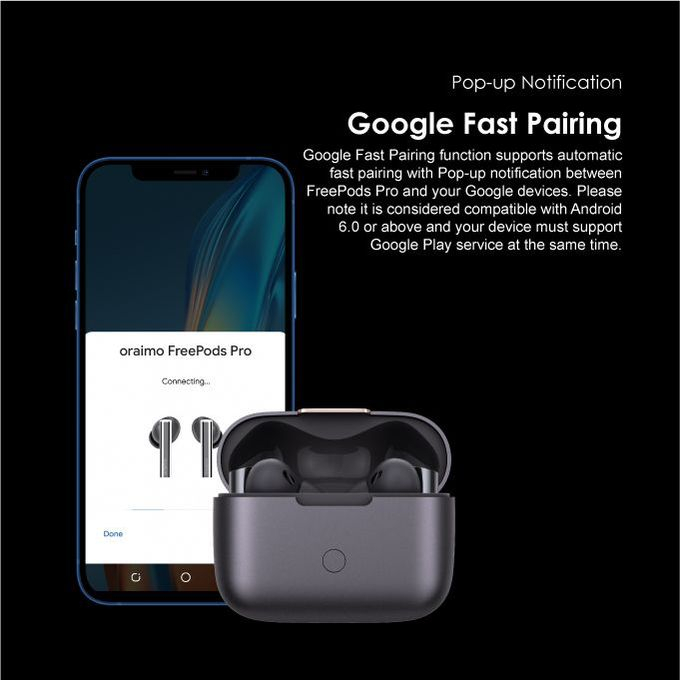 Pop-up Notification
Google Fast Pairing
Google Fast Pairing function supports automatic
fast pairing with Pop-up notification between
FreePods Pro and your Google devices. Please
note it is considered compatible with Android
6.0 or above and your device must support
Google Play service at the same time.
oraimo FreePods Pro
Connecting...
Done